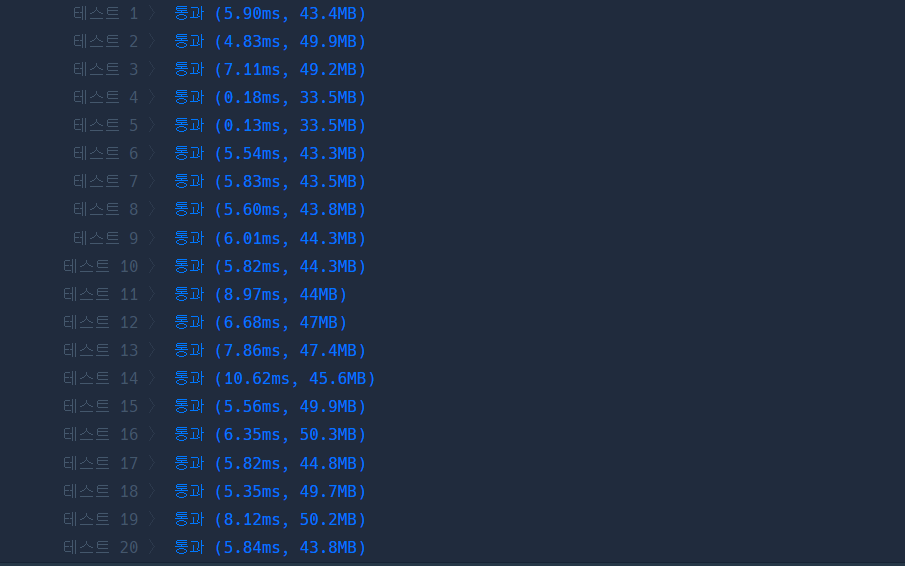 테스트 1 〉 통과 (5.90ms, 43.4MB)
테스트 2 〉 통과 (4.83ms, 49.9MB)
테스트 3 〉 통과 (7.11ms, 49.2MB)
테스트 4 〉 통과 (0.18ms, 33.5MB)
테스트 5 〉 통과 (0.13ms, 33.5MB)
테스트 6 〉 통과 (5.54ms, 43.3MB)
테스트 7 〉 통과 (5.83ms, 43.5MB)
테스트 8 〉 통과 (5.60ms, 43.8MB)
테스트 9 〉 통과 (6.01ms, 44.3MB)
테스트 10 〉 통과 (5.82ms, 44.3MB)
테스트 11 〉 통과 (8.97ms, 44MB)
테스트 12 〉 통과 (6.68ms, 47MB)
테스트 13 〉 통과 (7.86ms, 47.4MB)
테스트 14 〉 통과 (10.62ms, 45.6MB)
테스트 15 〉 통과 (5.56ms, 49.9MB)
테스트 16 〉 통과 (6.35ms, 50.3MB)
테스트 17 〉 통과 (5.82ms, 44.8MB)
테스트 18 〉 통과 (5.35ms, 49.7MB)
테스트 19 〉 통과 (8.12ms, 50.2MB)
테스트 20 〉 통과 (5.84ms, 43.8MB)